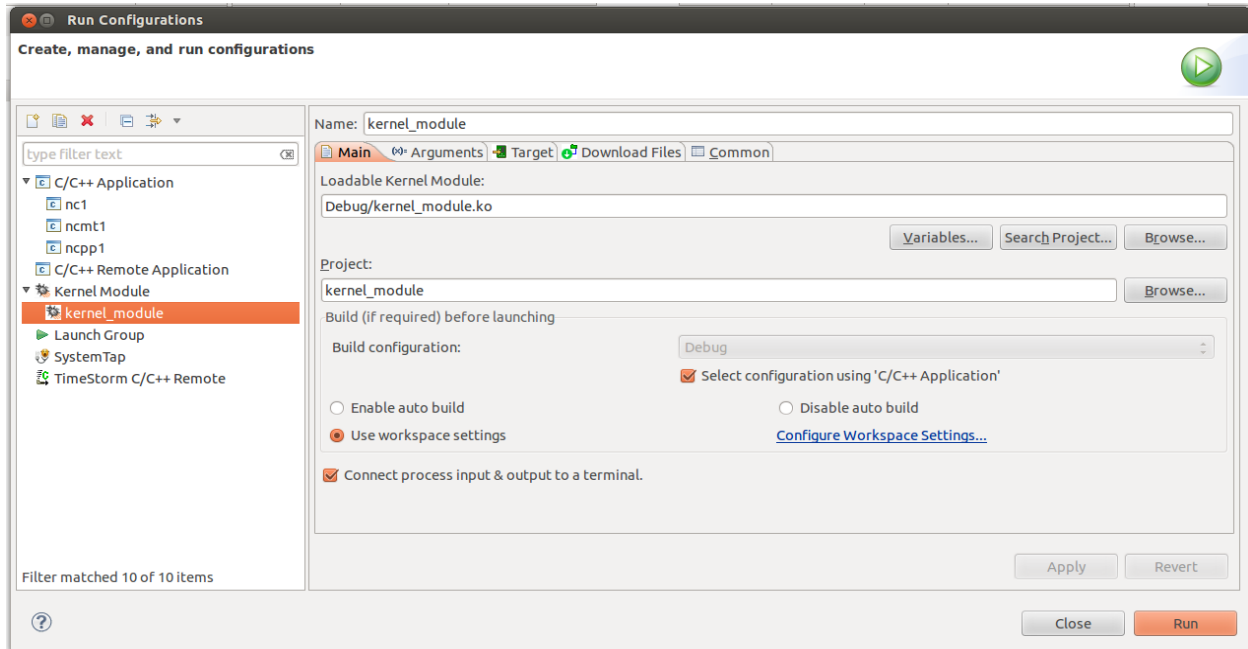 Run Configurations
Create, manage, and run configurations
type filter text
C/C++ Application
nc1
ncmt1
ncpp1
C/C++ Remote Application
Kernel Module
kernel_module
Launch Group
SystemTap
TimeStorm C/C++ Remote
Filter matched 10 of 10 items
Name: kernel_module
Main (x)= Arguments Target Download Files Common
Loadable Kernel Module:
Debug/kernel_module.ko
Variables... Search Project... Browse...
Project:
kernel_module Browse...
Build (if required) before launching
Build configuration: Debug
Select configuration using 'C/C++ Application'
Enable auto build Disable auto build
Use workspace settings Configure Workspace Settings...
Connect process input & output to a terminal.
Apply Revert
Close Run